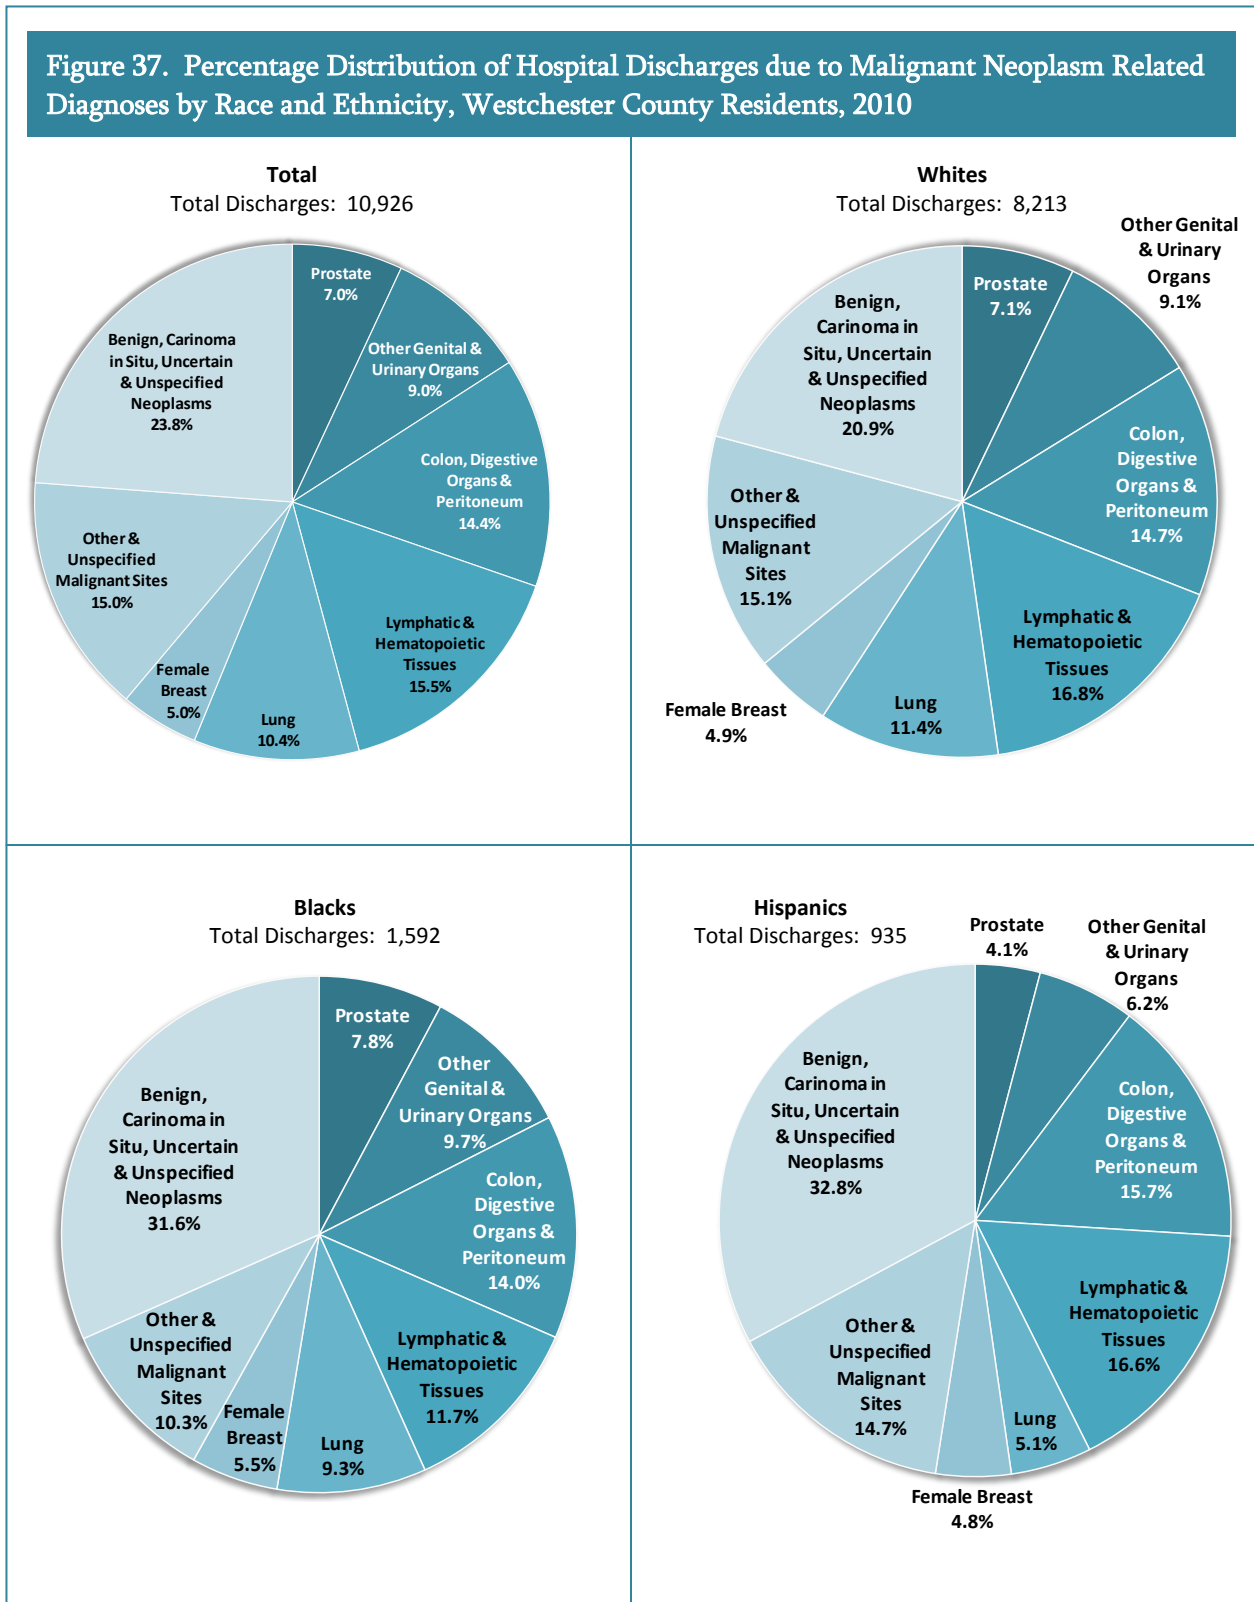 Figure 37. Percentage Distribution of Hospital Discharges due to Malignant Neoplasm Related
Diagnoses by Race and Ethnicity, Westchester County Residents, 2010
Total
Total Discharges: 10,926
Prostate
7.0%
Other Genital &
Urinary Organs
9.0%
Colon, Digestive
Organs &
Peritoneum
14.4%
Lymphatic &
Hematopoietic
Tissues
15.5%
Lung
10.4%
Female
Breast
5.0%
Other &
Unspecified
Malignant Sites
15.0%
Benign, Carinoma
in Situ, Uncertain
& Unspecified
Neoplasms
23.8%
Whites
Total Discharges: 8,213
Prostate
7.1%
Other Genital
& Urinary
Organs
9.1%
Colon,
Digestive
Organs &
Peritoneum
14.7%
Lymphatic &
Hematopoietic
Tissues
16.8%
Lung
11.4%
Female Breast
4.9%
Other &
Unspecified
Malignant
Sites
15.1%
Benign,
Carinoma in
Situ, Uncertain
& Unspecified
Neoplasms
20.9%
Blacks
Total Discharges: 1,592
Prostate
7.8%
Other
Genital &
Urinary Organs
9.7%
Colon,
Digestive
Organs &
Peritoneum
14.0%
Lymphatic &
Hematopoietic
Tissues
11.7%
Lung
9.3%
Female
Breast
5.5%
Other &
Unspecified
Malignant
Sites
10.3%
Benign,
Carinoma in
Situ, Uncertain
& Unspecified
Neoplasms
31.6%
Hispanics
Total Discharges: 935
Prostate
4.1%
Other Genital
& Urinary
Organs
6.2%
Colon,
Digestive
Organs &
Peritoneum
15.7%
Lymphatic &
Hematopoietic
Tissues
16.6%
Lung
5.1%
Female Breast
4.8%
Other &
Unspecified
Malignant
Sites
14.7%
Benign,
Carinoma in
Situ, Uncertain
& Unspecified
Neoplasms
32.8%